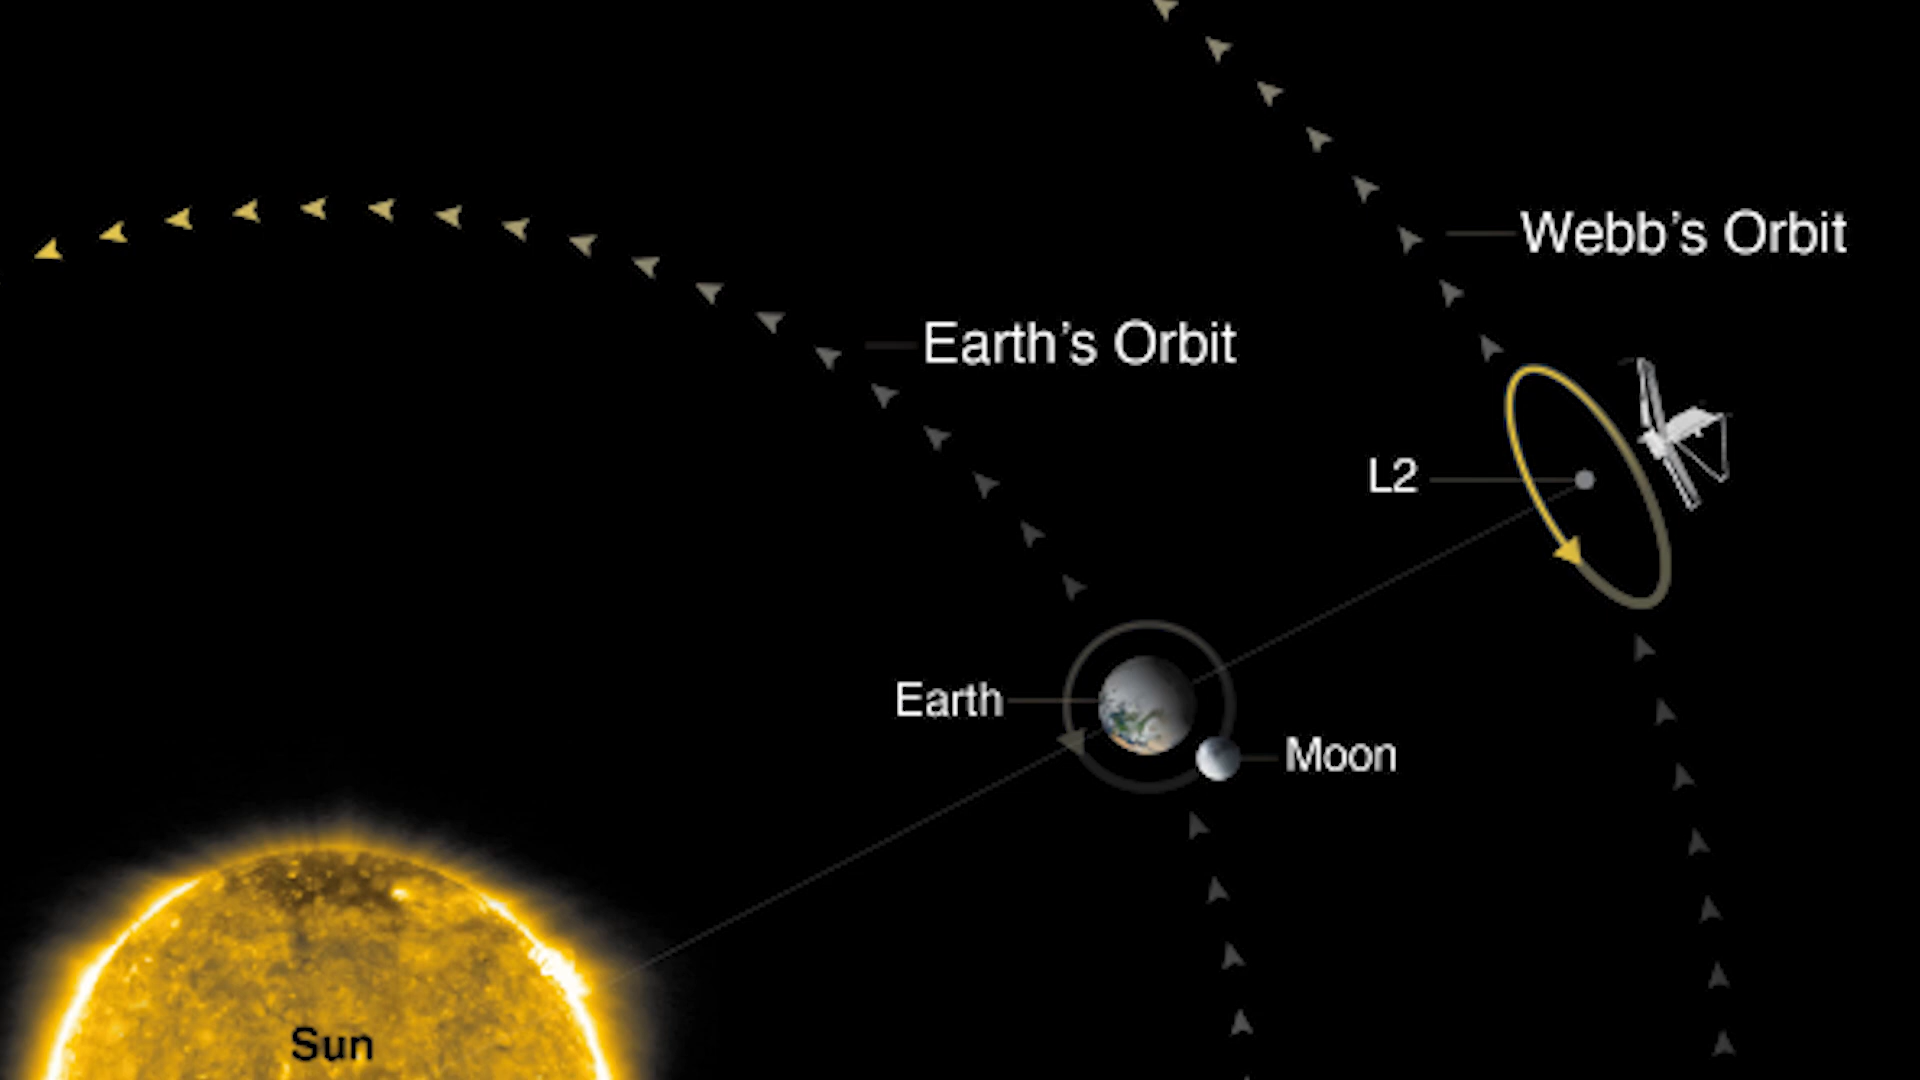 Webb’s Orbit
Earth’s Orbit
L2
Earth
Moon
Sun